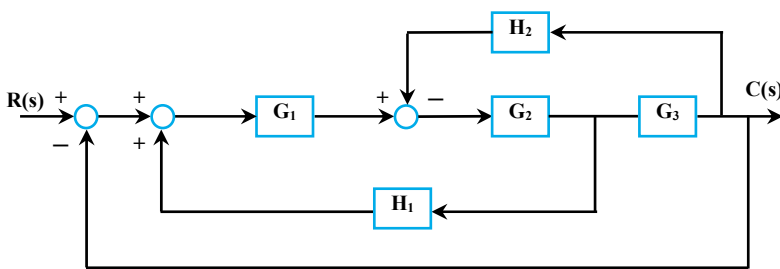 H₂
R(s) + + + − C(s)
G₁ G₂ G₃
− +
H₁